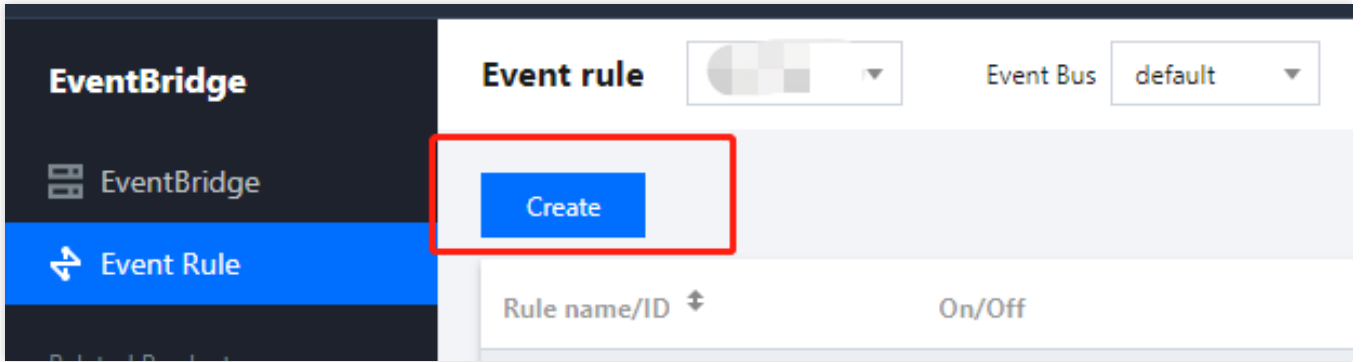 EventBridge
Event rule
Event Bus default
EventBridge
Create
Event Rule
Rule name/ID On/Off